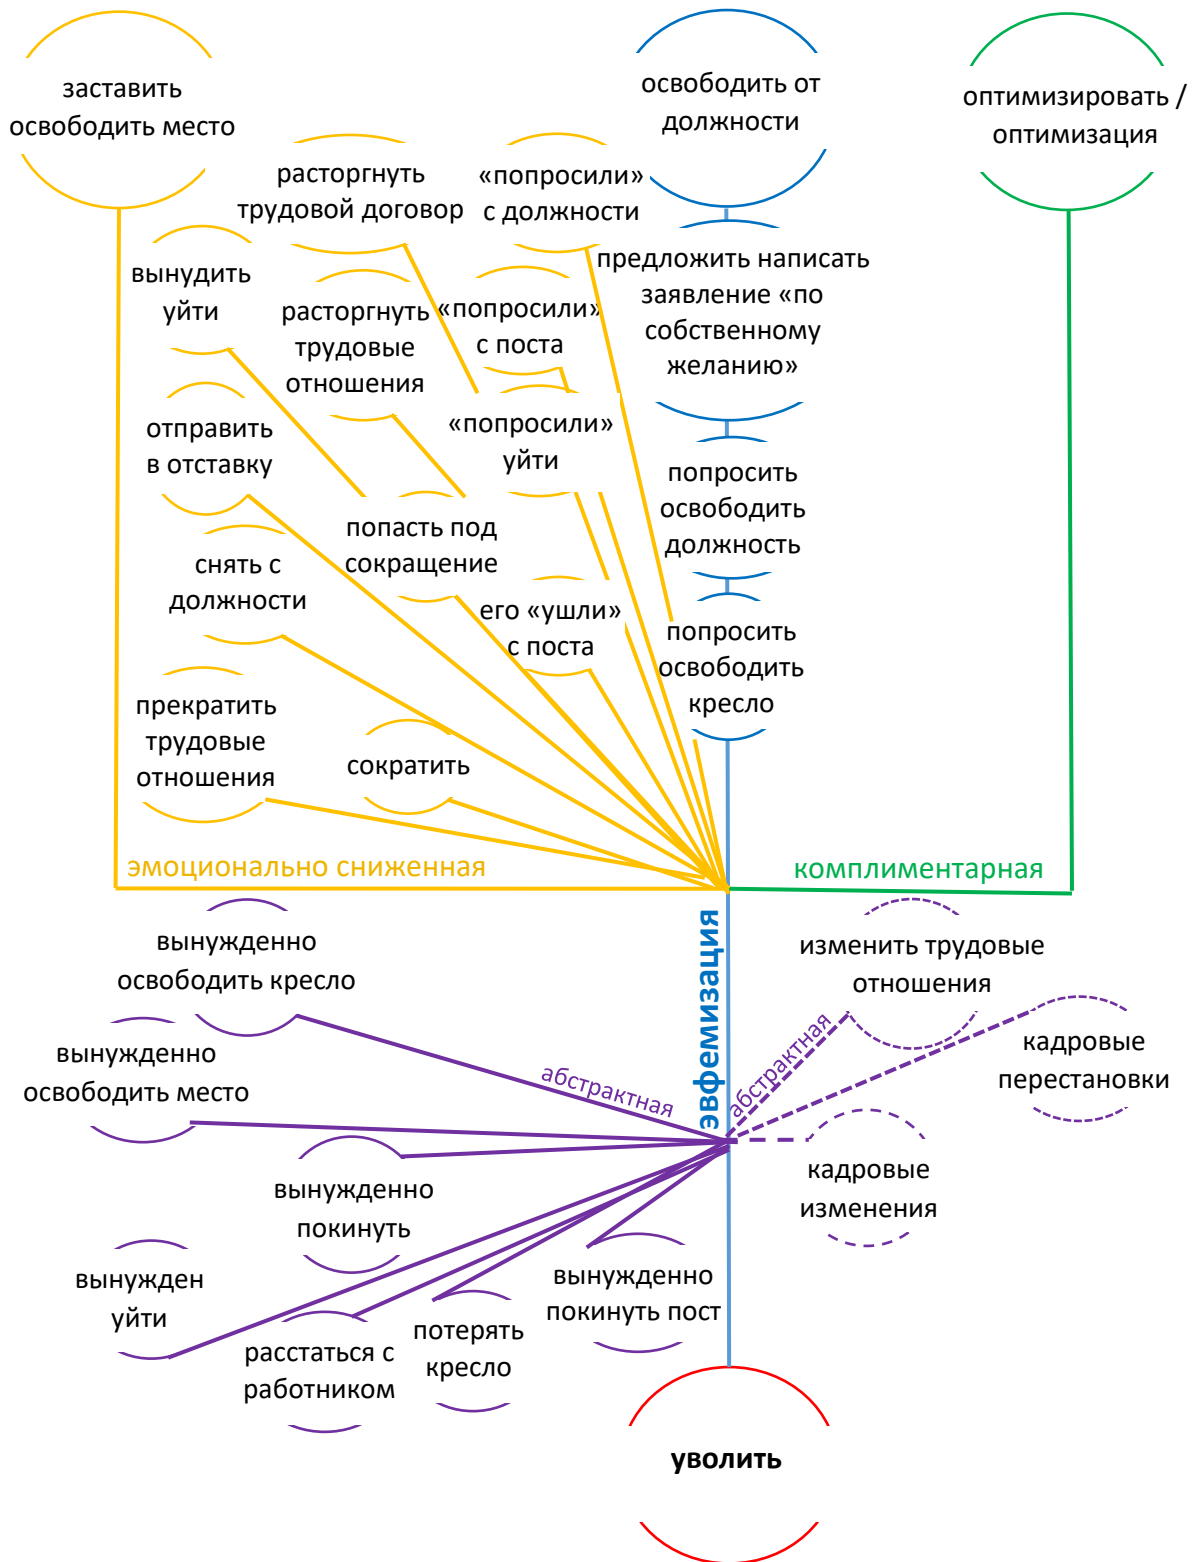 заставить
освободить место
освободить от
должности
оптимизировать /
оптимизация
расторгнуть
трудовой договор
«попросили»
с должности
вынудить
уйти
расторгнуть
трудовые
отношения
«попросили»
с поста
предложить написать
заявление «по
собственному
желанию»
отправить
в отставку
«попросили»
уйти
попросить
освободить
должность
снять с
должности
попасть под
сокращение
его «ушли»
с поста
попросить
освободить
кресло
прекратить
трудовые
отношения
сократить
эмоционально сниженная
комплиментарная
эвфемизация
вынужденно
освободить кресло
изменить трудовые
отношения
вынужденно
освободить место
абстрактная
абстрактная
кадровые
перестановки
вынужденно
покинуть
кадровые
изменения
вынужден
уйти
расстаться с
работником
потерять
кресло
вынужденно
покинуть пост
уволить